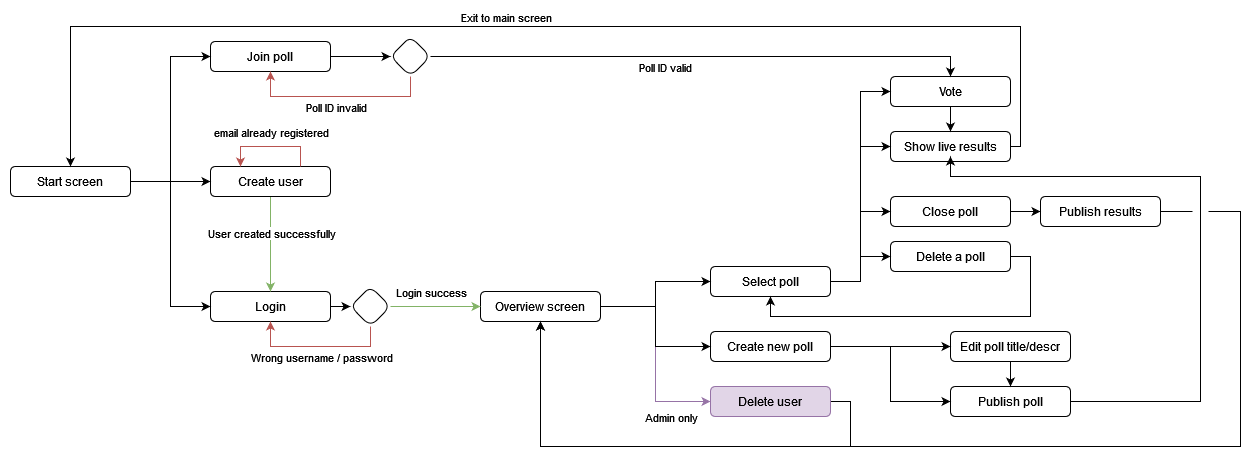 Exit to main screen
Join poll
Poll ID valid
Vote
Poll ID invalid
email already registered
Show live results
Start screen
Create user
Close poll
Publish results
User created successfully
Delete a poll
Select poll
Login
Login success
Overview screen
Create new poll
Edit poll title/descr
Wrong username / password
Delete user
Publish poll
Admin only